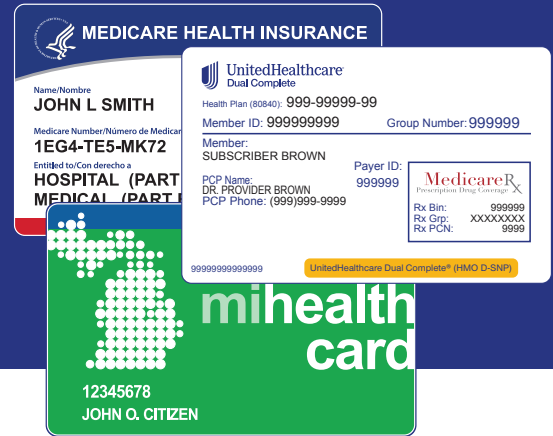 MEDICARE HEALTH INSURANCE
Name/Nombre
JOHN L SMITH
Medicare Number/Número de Medicar
1EG4-TE5-MK72
Entitled to/Con derecho a
HOSPITAL (PART
MEDICAL (PART
UnitedHealthcare®
Dual Complete
Health Plan (80840): 999-99999-99
Member ID: 999999999 Group Number: 999999
Member:
SUBSCRIBER BROWN
Payer ID:
999999
PCP Name:
DR. PROVIDER BROWN
PCP Phone: (999)999-9999
MedicareRx
Prescription Drug Coverage
Rx Bin: 999999
Rx Grp: XXXXXXXX
Rx PCN: 9999
99999999999999
UnitedHealthcare Dual Complete® (HMO D-SNP)
mihealth
card
12345678
JOHN Q. CITIZEN